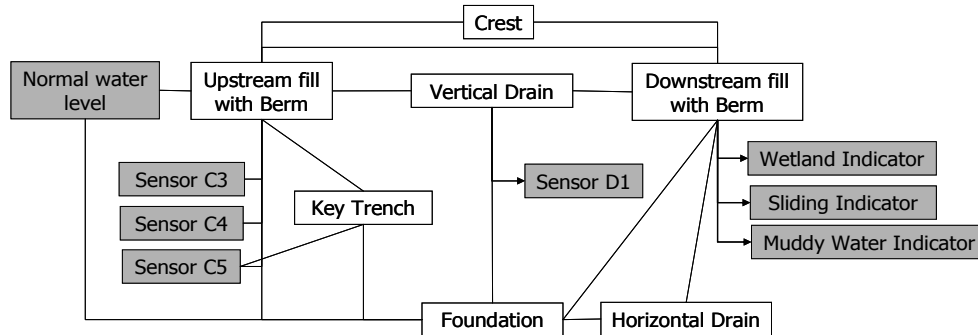 Crest
Normal water
level
Upstream fill
with Berm
Vertical Drain
Downstream fill
with Berm
Wetland Indicator
Sensor C3
Sensor D1
Sliding Indicator
Key Trench
Sensor C4
Muddy Water Indicator
Sensor C5
Foundation
Horizontal Drain